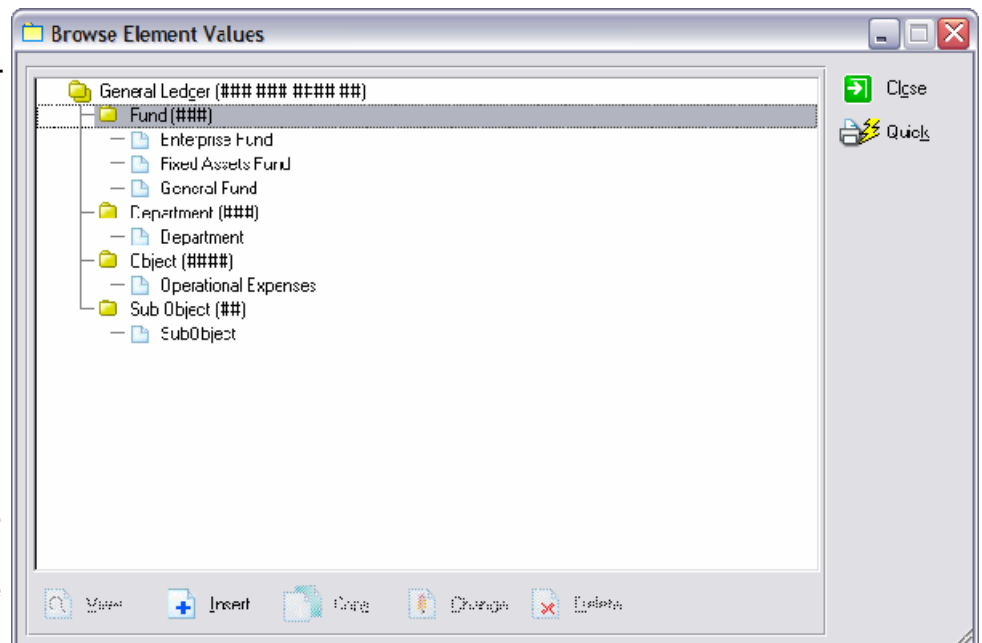 Browse Element Values
General Ledger (### ### #### ##)
Fund (###)
Enterprise Fund
Fixed Assets Fund
General Fund
Department (###)
Department
Object (####)
Operational Expenses
Sub Object (##)
SubObject
Close
Quick
View
Insert
Copy
Change
Delete